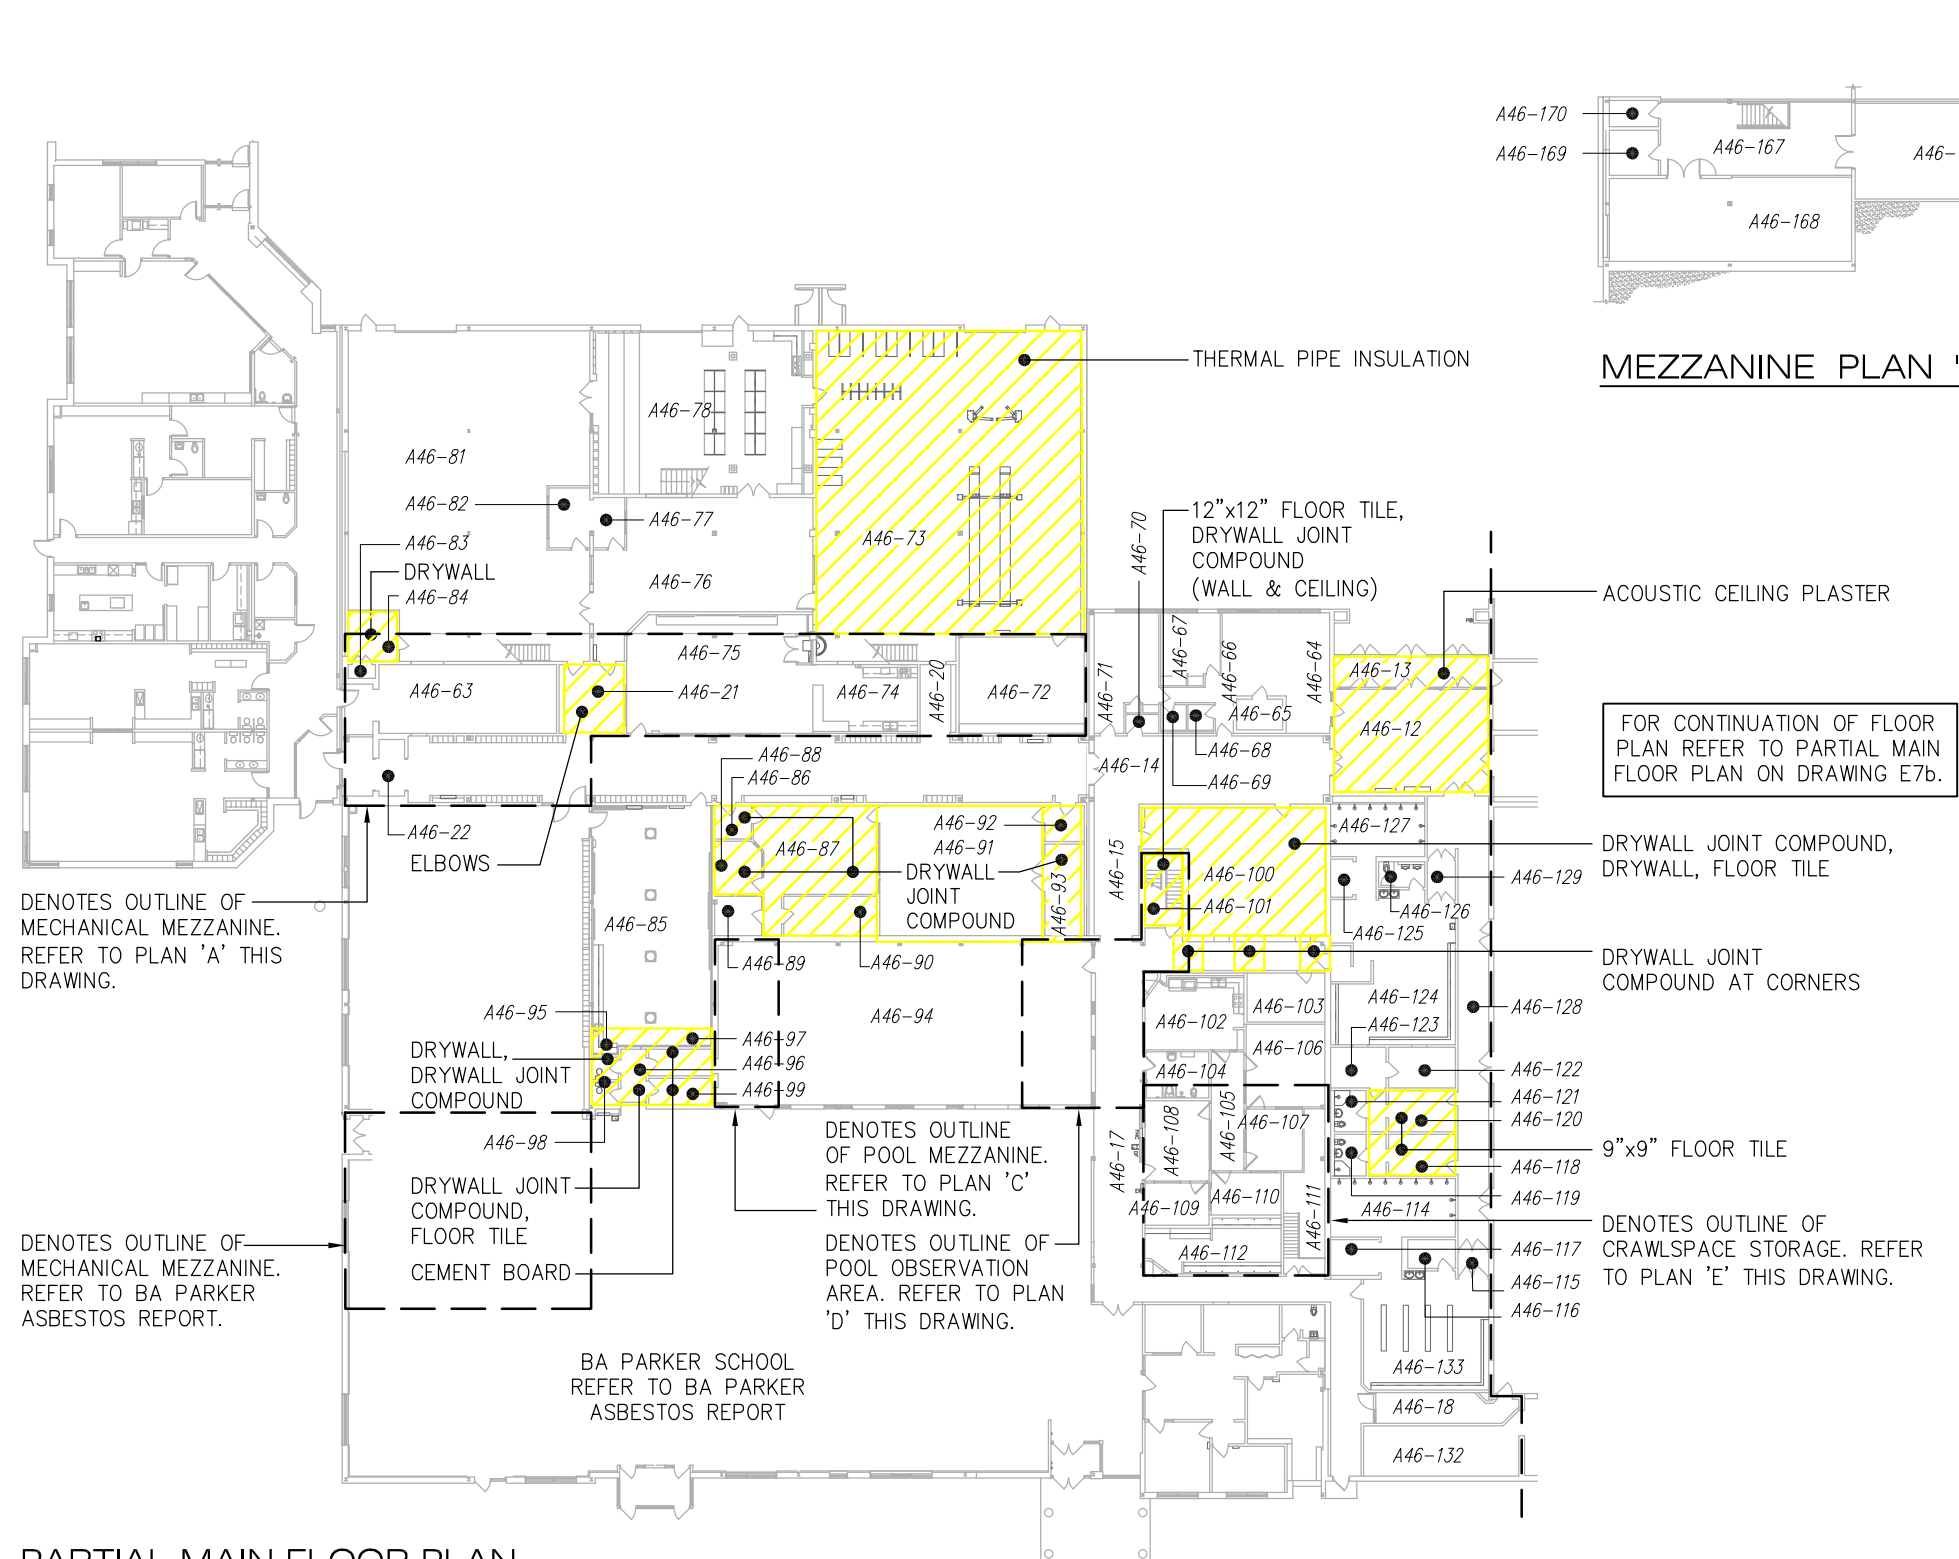 A46-170
A46-169
A46-167
A46-
A46-168
MEZZANINE PLAN '
THERMAL PIPE INSULATION
A46-78
A46-81
A46-82
A46-77
A46-73
A46-83
DRYWALL
A46-84
A46-76
A46-70
12"x12" FLOOR TILE,
DRYWALL JOINT
COMPOUND
(WALL & CEILING)
ACOUSTIC CEILING PLASTER
A46-75
A46-63
A46-21
A46-74
A46-20
A46-72
A46-71
A46-67
A46-66
A46-64
A46-65
A46-13
A46-12
A46-68
A46-69
A46-14
FOR CONTINUATION OF FLOOR
PLAN REFER TO PARTIAL MAIN
FLOOR PLAN ON DRAWING E7b.
A46-88
A46-86
A46-22
ELBOWS
A46-87
A46-92
A46-91
DRYWALL
JOINT
COMPOUND
A46-93
A46-15
A46-100
A46-101
A46-127
DRYWALL JOINT COMPOUND,
DRYWALL, FLOOR TILE
A46-129
A46-126
A46-125
DENOTES OUTLINE OF
MECHANICAL MEZZANINE.
REFER TO PLAN 'A' THIS
DRAWING.
A46-85
A46-89
A46-90
DRYWALL JOINT
COMPOUND AT CORNERS
A46-95
A46-94
A46-103
A46-102
A46-124
A46-123
A46-128
DRYWALL,
DRYWALL JOINT
COMPOUND
A46-97
A46-96
A46-99
A46-98
A46-106
A46-104
A46-122
A46-121
A46-120
9"x9" FLOOR TILE
A46-118
A46-119
A46-108
A46-105
A46-107
A46-17
A46-109
A46-110
A46-111
A46-114
A46-112
DRYWALL JOINT
COMPOUND,
FLOOR TILE
CEMENT BOARD
DENOTES OUTLINE
OF POOL MEZZANINE.
REFER TO PLAN 'C'
THIS DRAWING.
DENOTES OUTLINE OF
POOL OBSERVATION
AREA. REFER TO PLAN
'D' THIS DRAWING.
DENOTES OUTLINE OF
MECHANICAL MEZZANINE.
REFER TO BA PARKER
ASBESTOS REPORT.
DENOTES OUTLINE OF
CRAWLSPACE STORAGE. REFER
TO PLAN 'E' THIS DRAWING.
A46-117
A46-115
A46-116
BA PARKER SCHOOL
REFER TO BA PARKER
ASBESTOS REPORT
A46-133
A46-18
A46-132
PARTIAL MAIN FLOOR PLAN